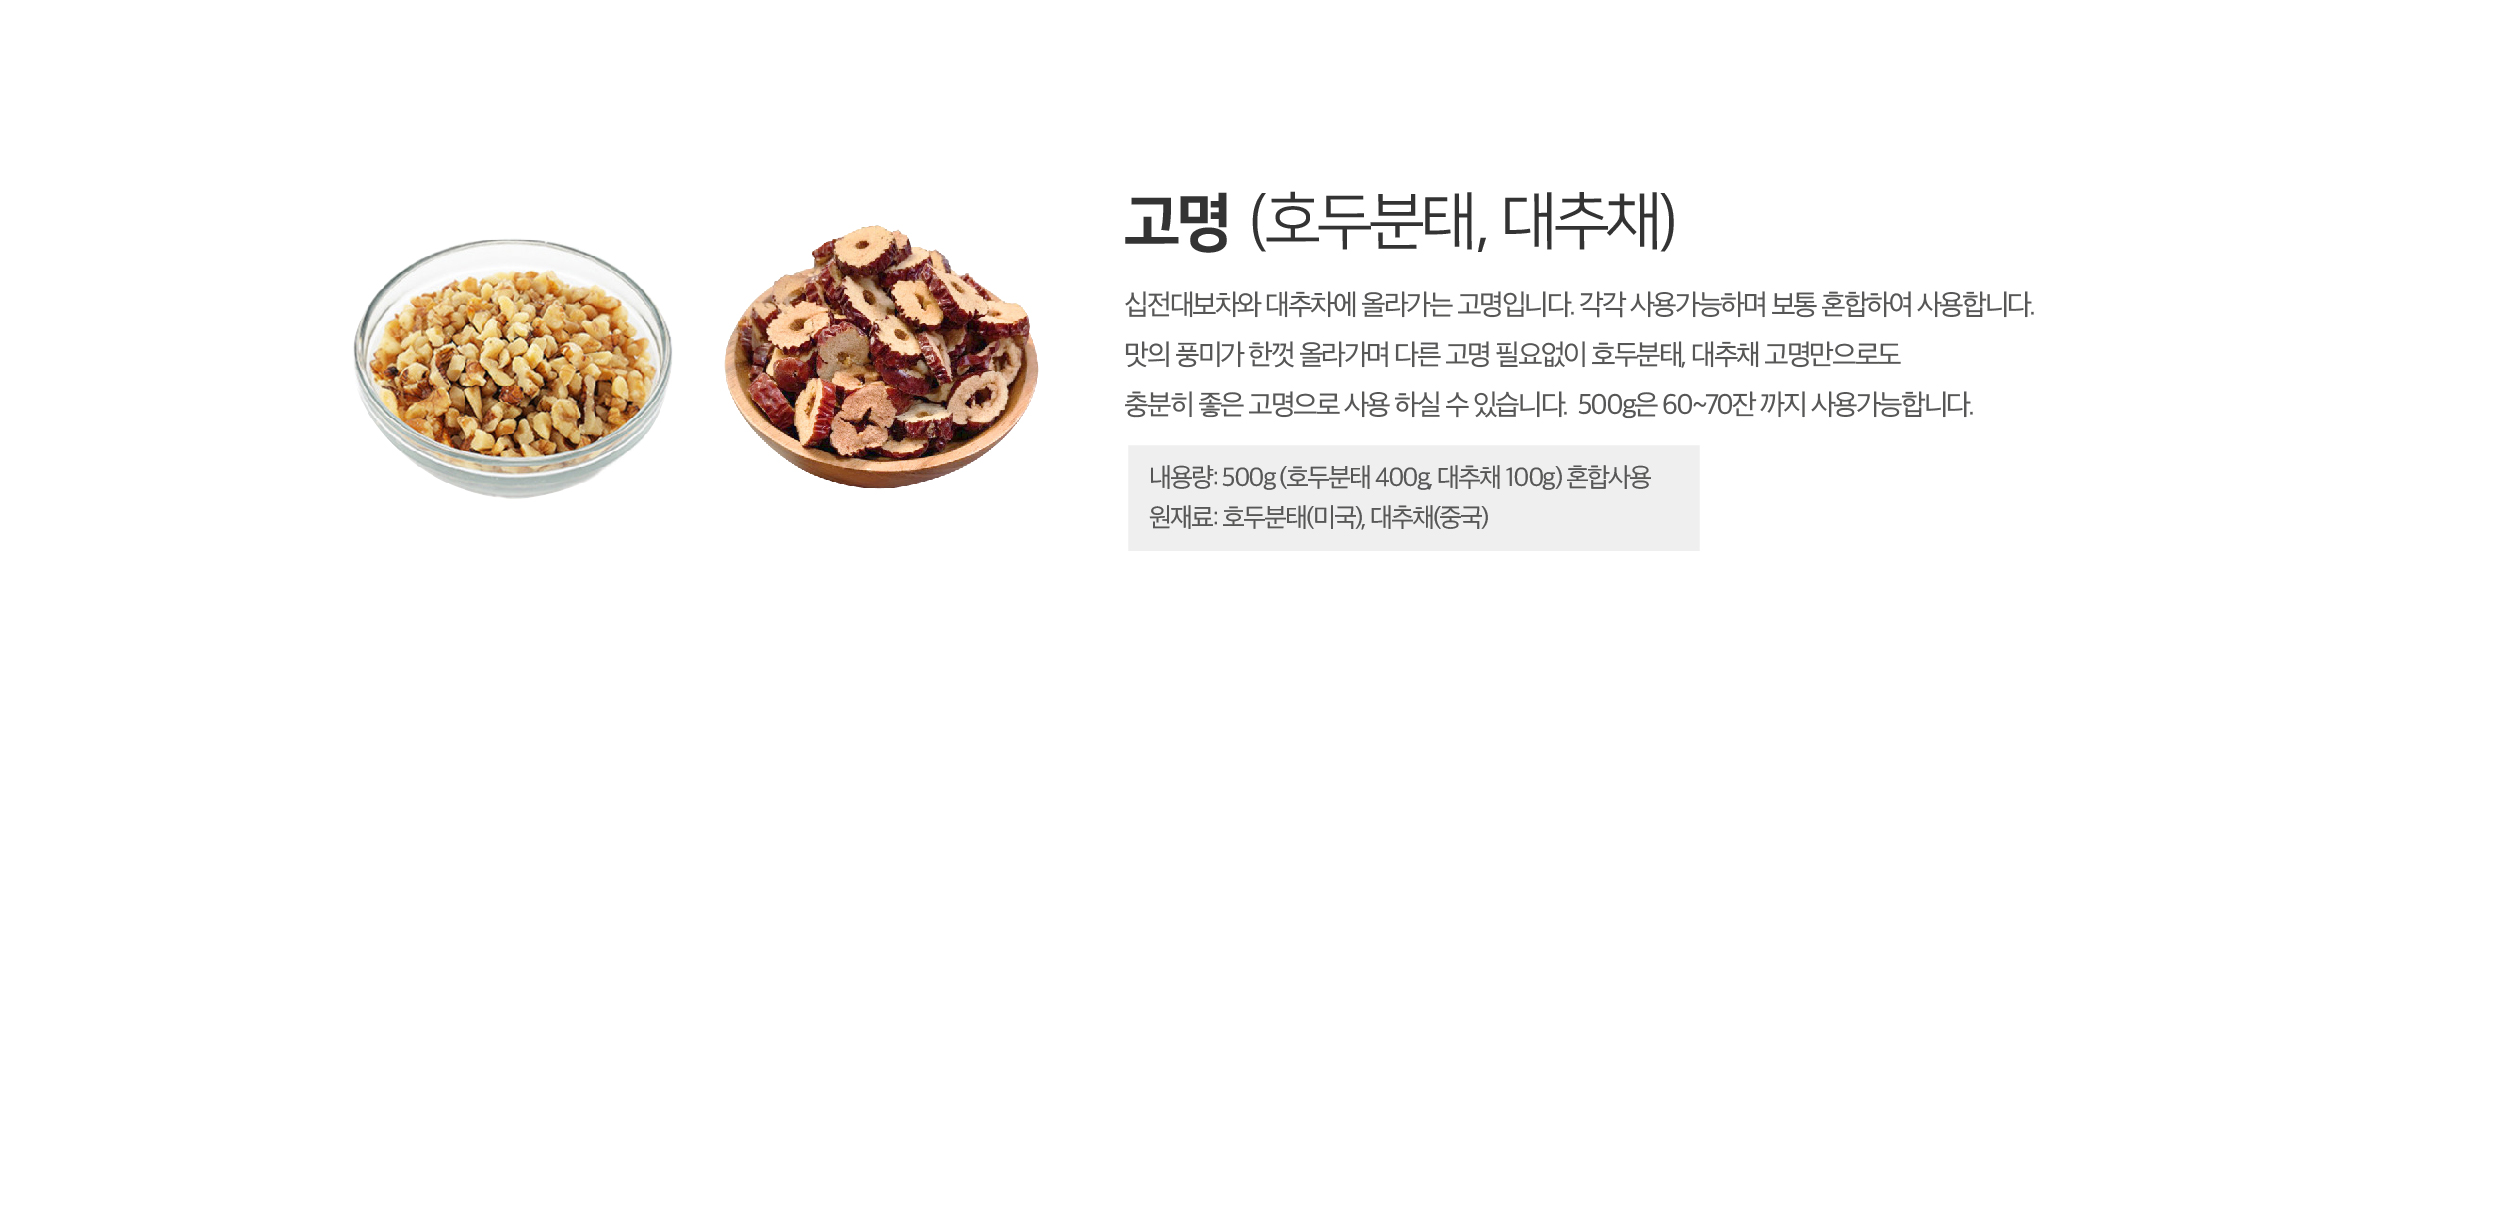 고명 (호두분태, 대추채)
십전대보차와 대추차에 올라가는 고명입니다. 각각 사용가능하며 보통 혼합하여 사용합니다.
맛의 풍미가 한껏 올라가며 다른 고명 필요없이 호두분태, 대추채 고명만으로도
충분히 좋은 고명으로 사용 하실 수 있습니다. 500g은 60~70잔 까지 사용가능합니다.
내용량: 500g (호두분태 400g, 대추채 100g) 혼합사용
원재료: 호두분태(미국), 대추채(중국)